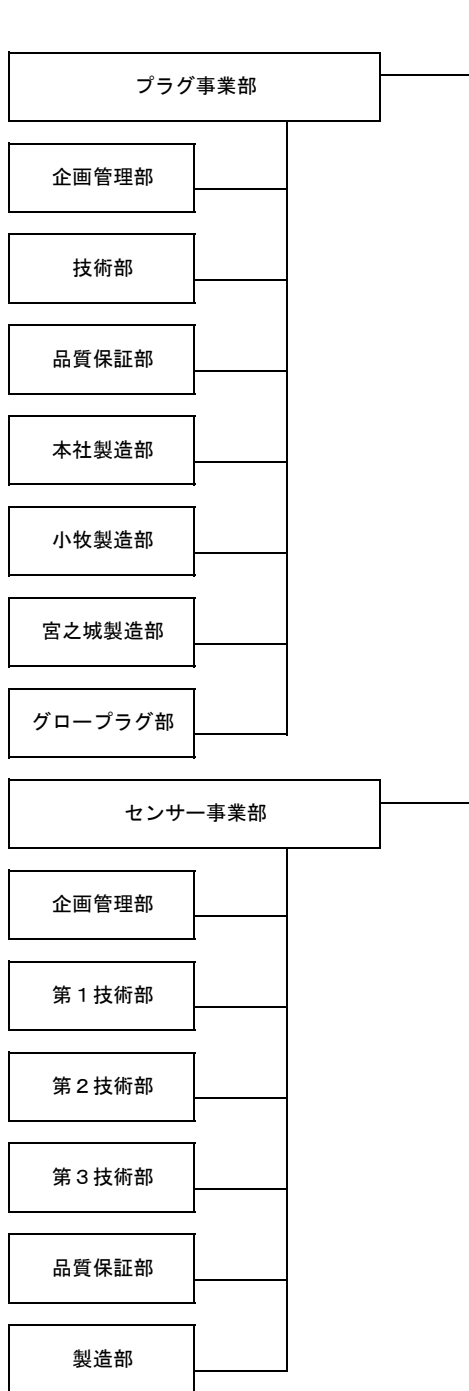 プラグ事業部
企画管理部
技術部
品質保証部
本社製造部
小牧製造部
宮之城製造部
グロープラグ部
センサー事業部
企画管理部
第１技術部
第２技術部
第３技術部
品質保証部
製造部